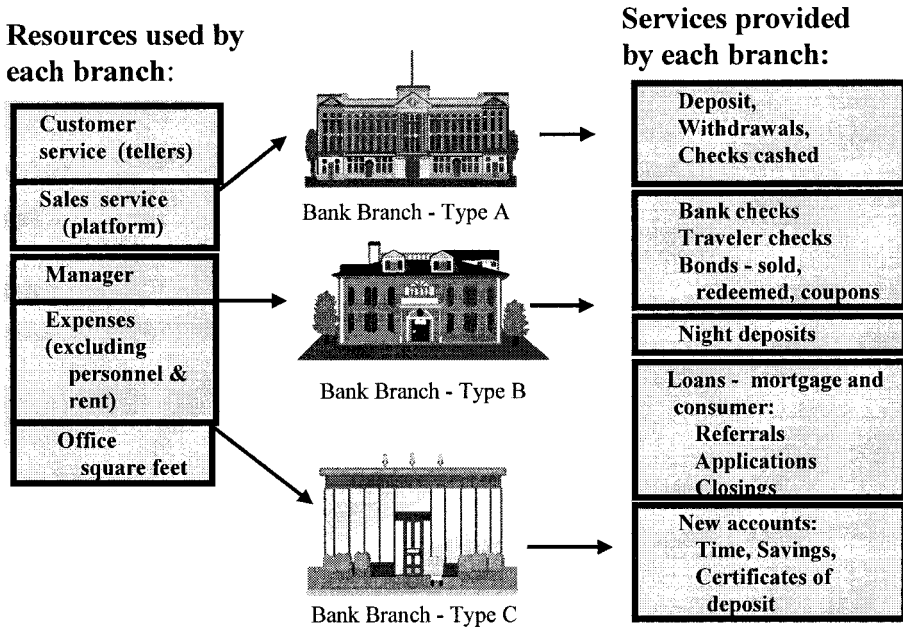 Resources used by
each branch:
Customer
service (tellers)
Sales service
(platform)
Manager
Expenses
(excluding
personnel &
rent)
Office
square feet
Bank Branch - Type A
Bank Branch - Type B
Bank Branch - Type C
Services provided
by each branch:
Deposit,
Withdrawals,
Checks cashed
Bank checks
Traveler checks
Bonds - sold,
redeemed, coupons
Night deposits
Loans - mortgage and
consumer:
Referrals
Applications
Closings
New accounts:
Time, Savings,
Certificates of
deposit